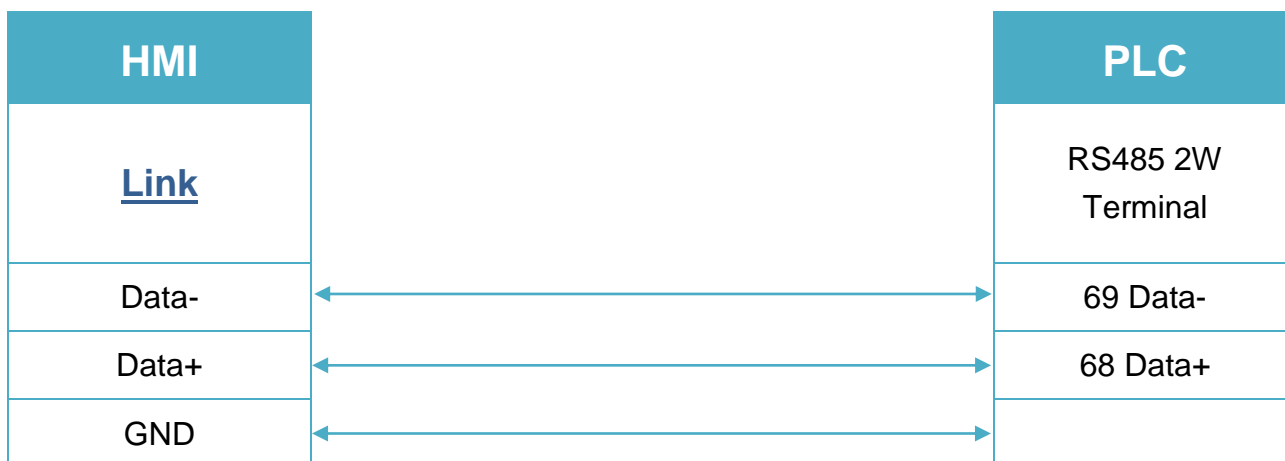 HMI
PLC
Link
RS485 2W
Terminal
Data-
69 Data-
Data+
68 Data+
GND